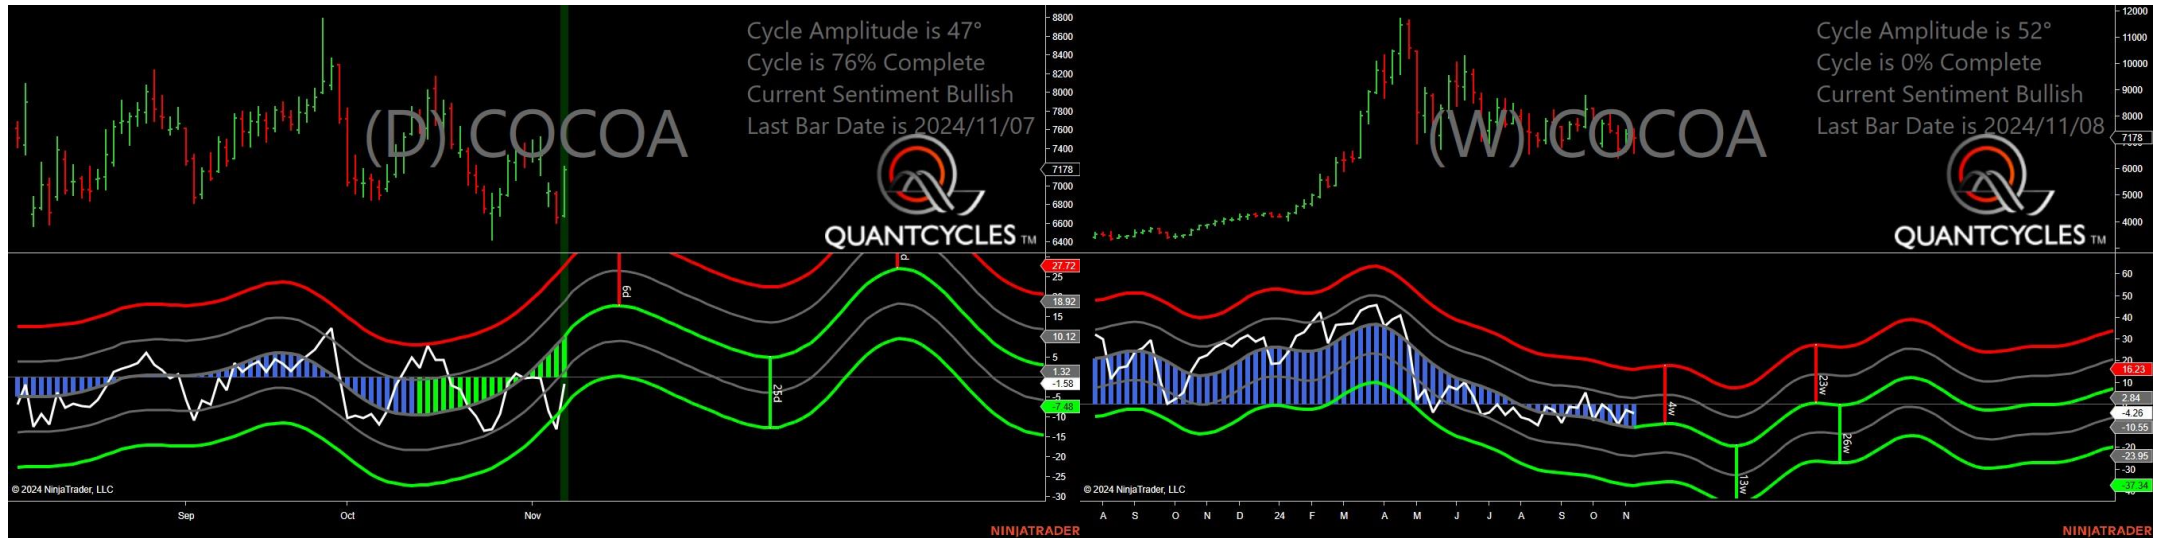 Cycle Amplitude is 47°
Cycle is 76% Complete
Current Sentiment Bullish
Last Bar Date is 2024/11/07
(D) COCOA
QUANTCYCLES TM
8800
8600
8400
8200
8000
7800
7600
7400
7178
7000
6800
6600
6400
27.72
25
18.92
15
10.12
5
1.32
-1.58
-5
-7.48
-10
-15
-20
-25
-30
6d
25d
d
© 2024 NinjaTrader, LLC
Sep
Oct
Nov
NINJATRADER
Cycle Amplitude is 52°
Cycle is 0% Complete
Current Sentiment Bullish
Last Bar Date is 2024/11/08
(W) COCOA
QUANTCYCLES TM
12000
11000
10000
9000
8000
7178
6000
5000
4000
60
50
40
30
20
16.23
10
2.84
-4.26
-10.55
-20
-23.95
-30
-37.34
4w
13w
23w
26w
© 2024 NinjaTrader, LLC
A S O N D 24 F M A M J J A S O N
NINJATRADER